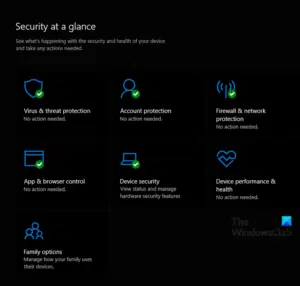 Security at a glance
See what's happening with the security and health of your device
and take any actions needed.
Virus & threat protection
No action needed.
Account protection
No action needed.
Firewall & network
protection
No action needed.
App & browser control
No action needed.
Device security
View status and manage
hardware security features
Device performance &
health
No action needed.
The
WindowsClub
Family options
Manage how your family uses
their devices.